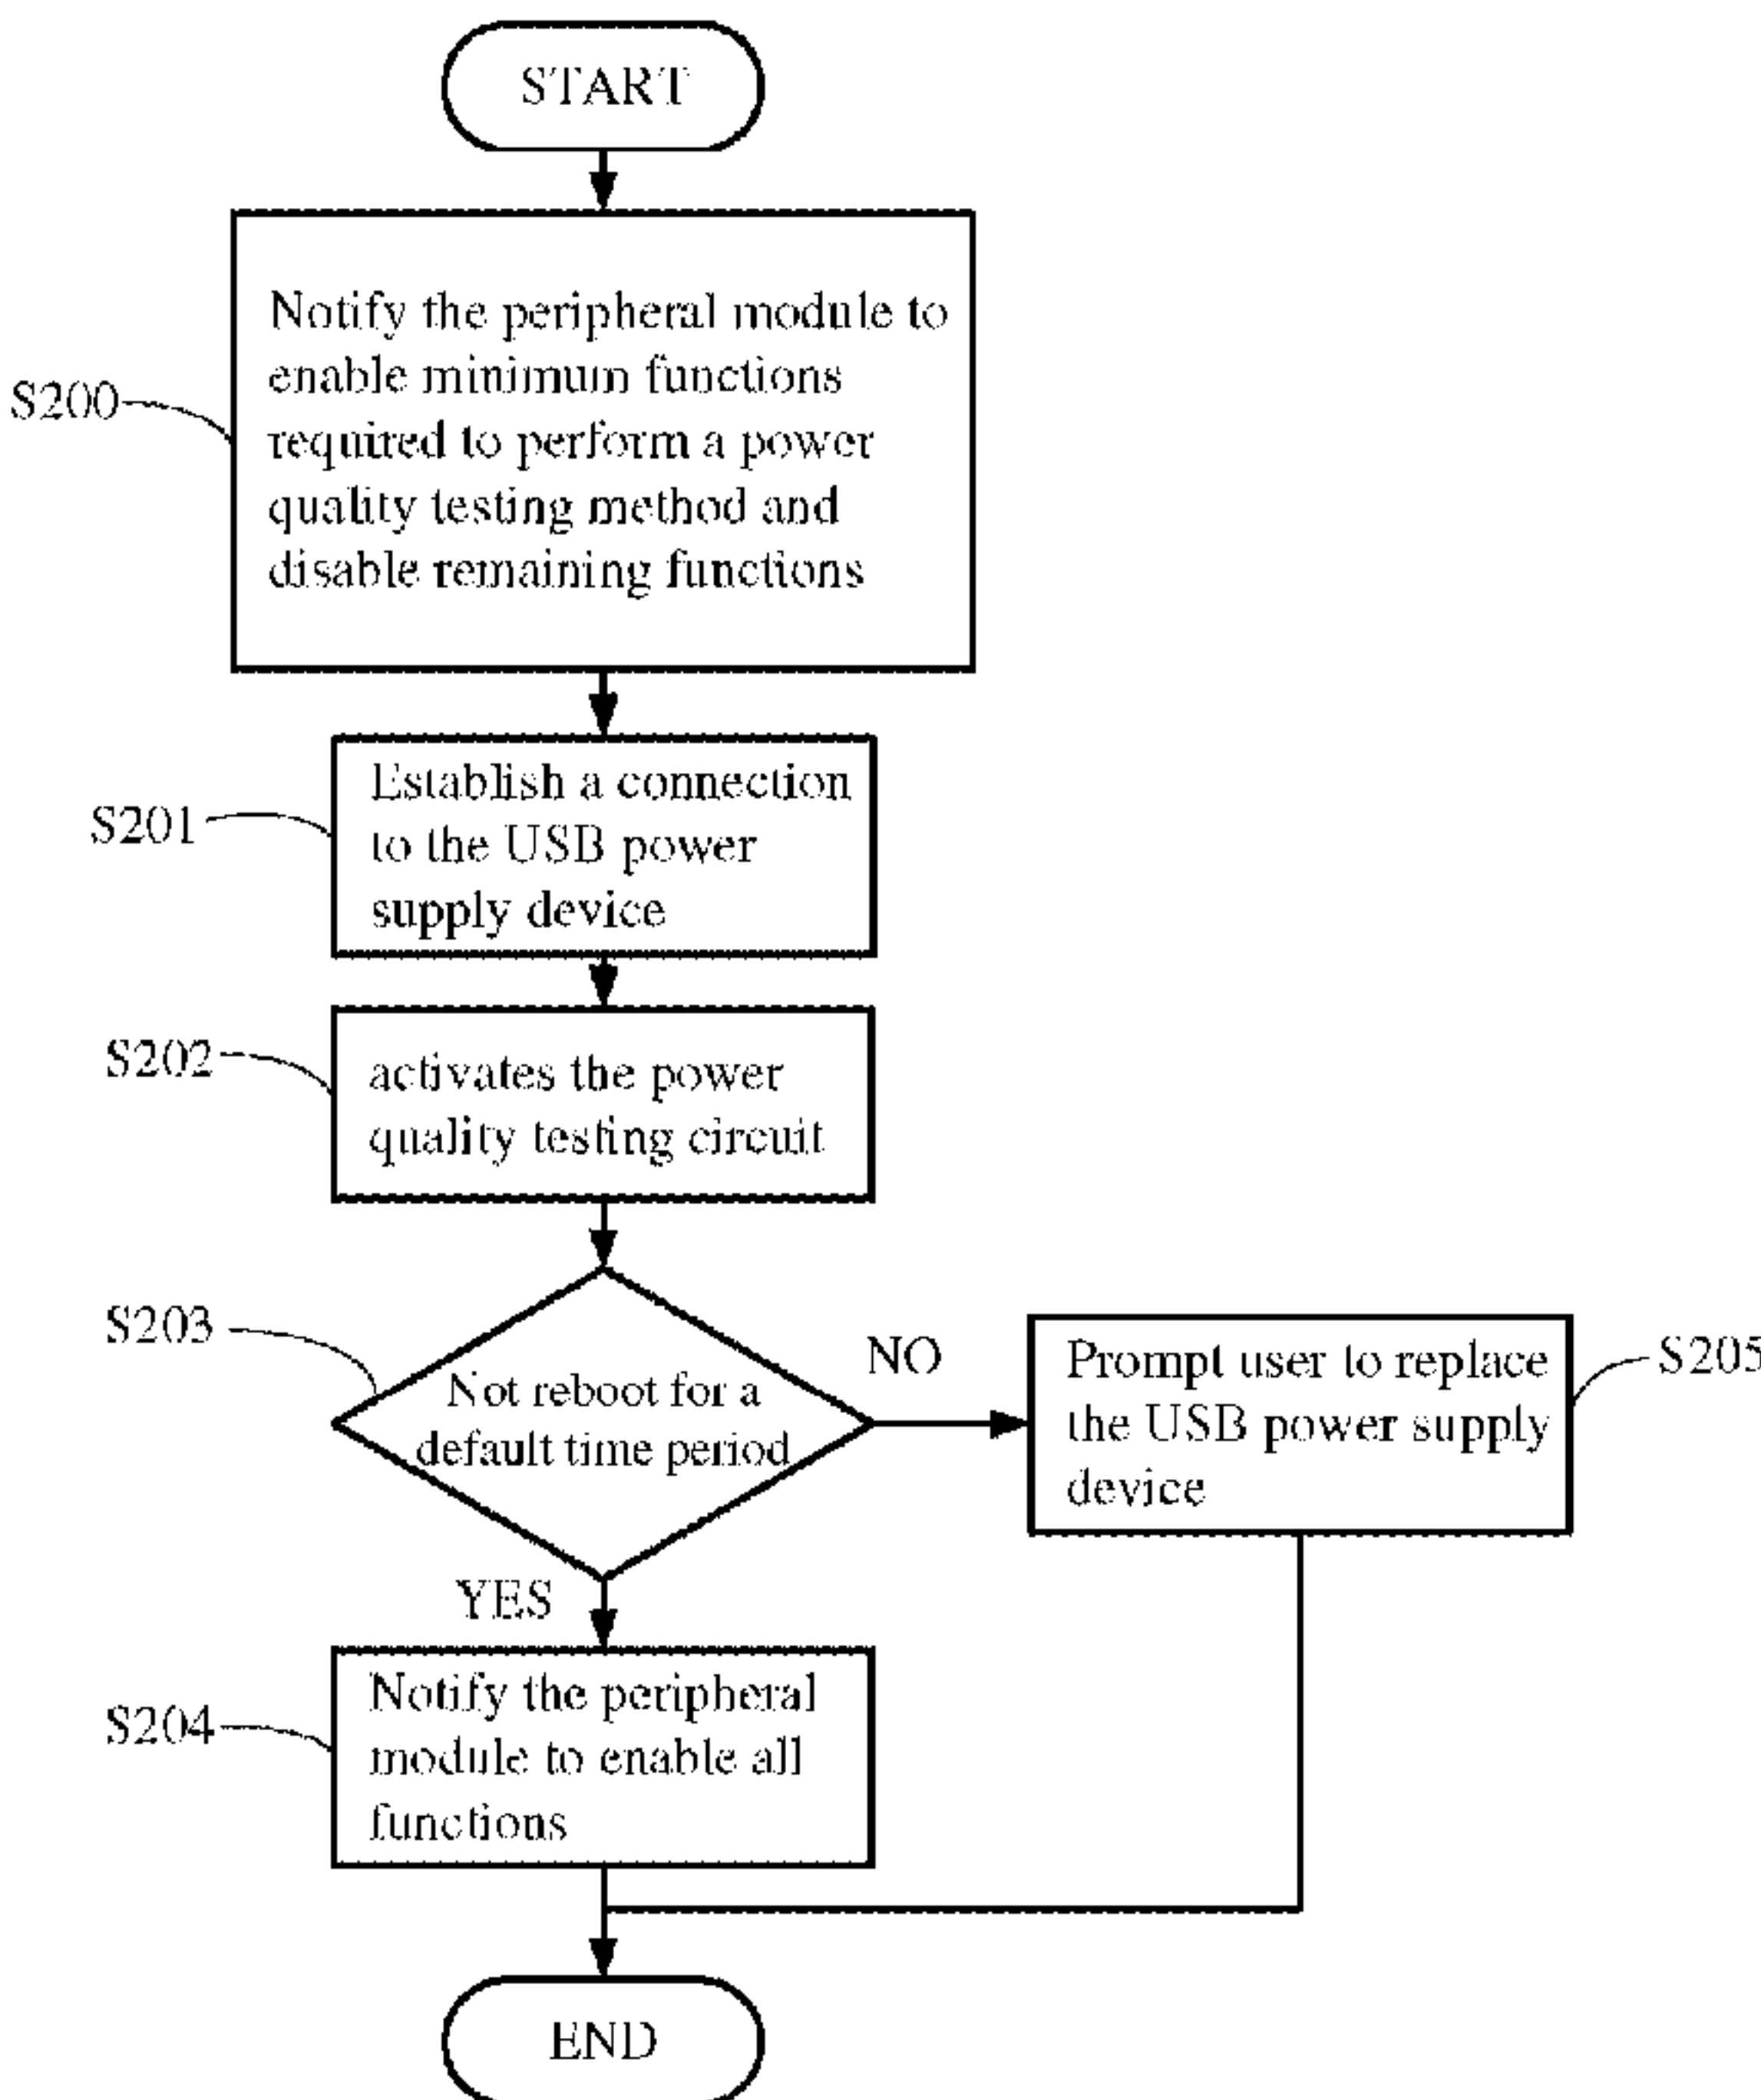 START
S200
Notify the peripheral module to
enable minimum functions
required to perform a power
quality testing method and
disable remaining functions
S201
Establish a connection
to the USB power
supply device
S202
activates the power
quality testing circuit
S203
Not reboot for a
default time period
NO
Prompt user to replace
the USB power supply
device
S205
YES
S204
Notify the peripheral
module to enable all
functions
END